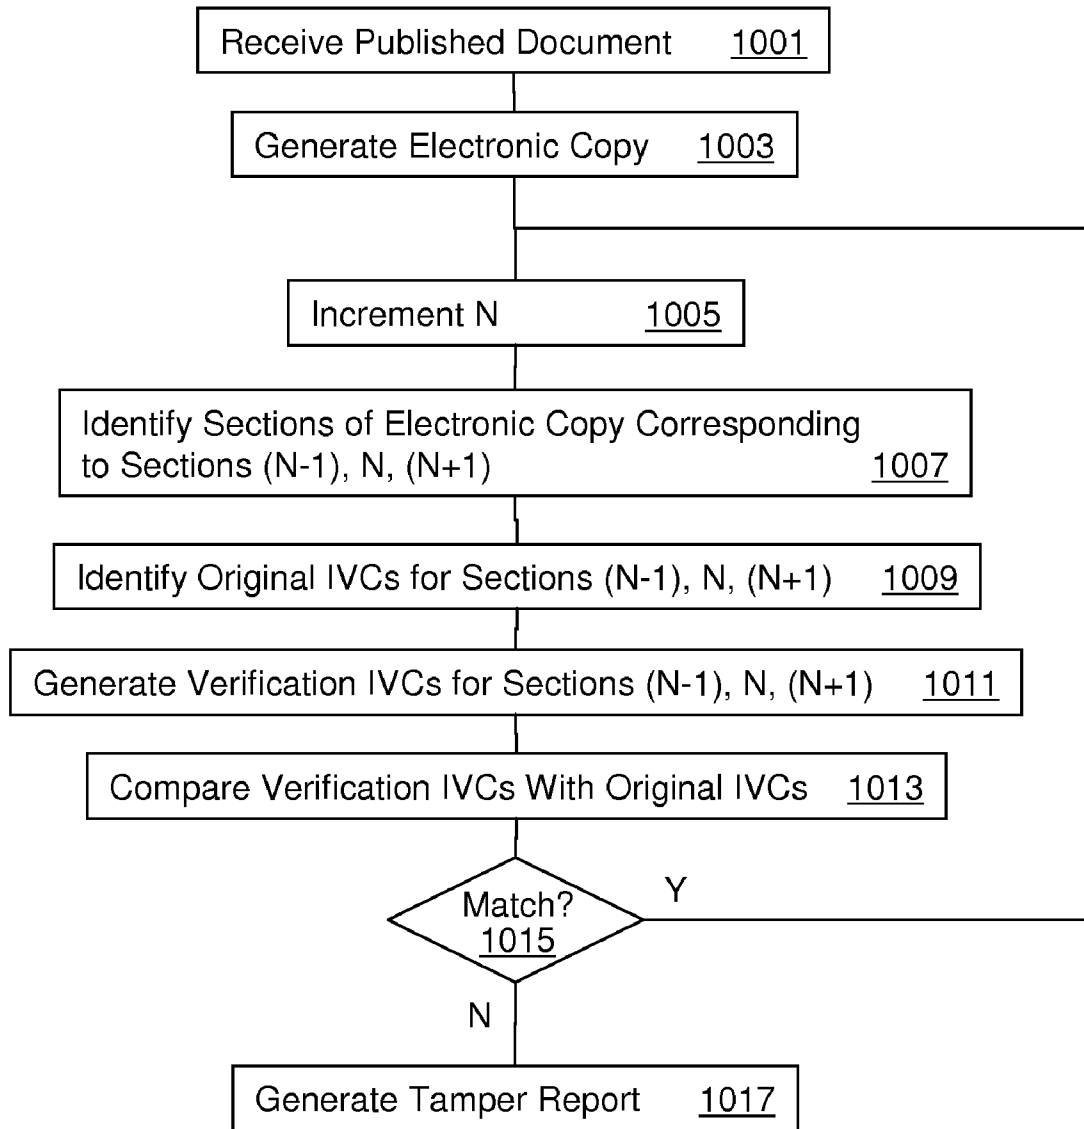 Receive Published Document 1001
Generate Electronic Copy 1003
Increment N 1005
Identify Sections of Electronic Copy Corresponding
to Sections (N-1), N, (N+1) 1007
Identify Original IVCs for Sections (N-1), N, (N+1) 1009
Generate Verification IVCs for Sections (N-1), N, (N+1) 1011
Compare Verification IVCs With Original IVCs 1013
Match?
1015
Y
N
Generate Tamper Report 1017